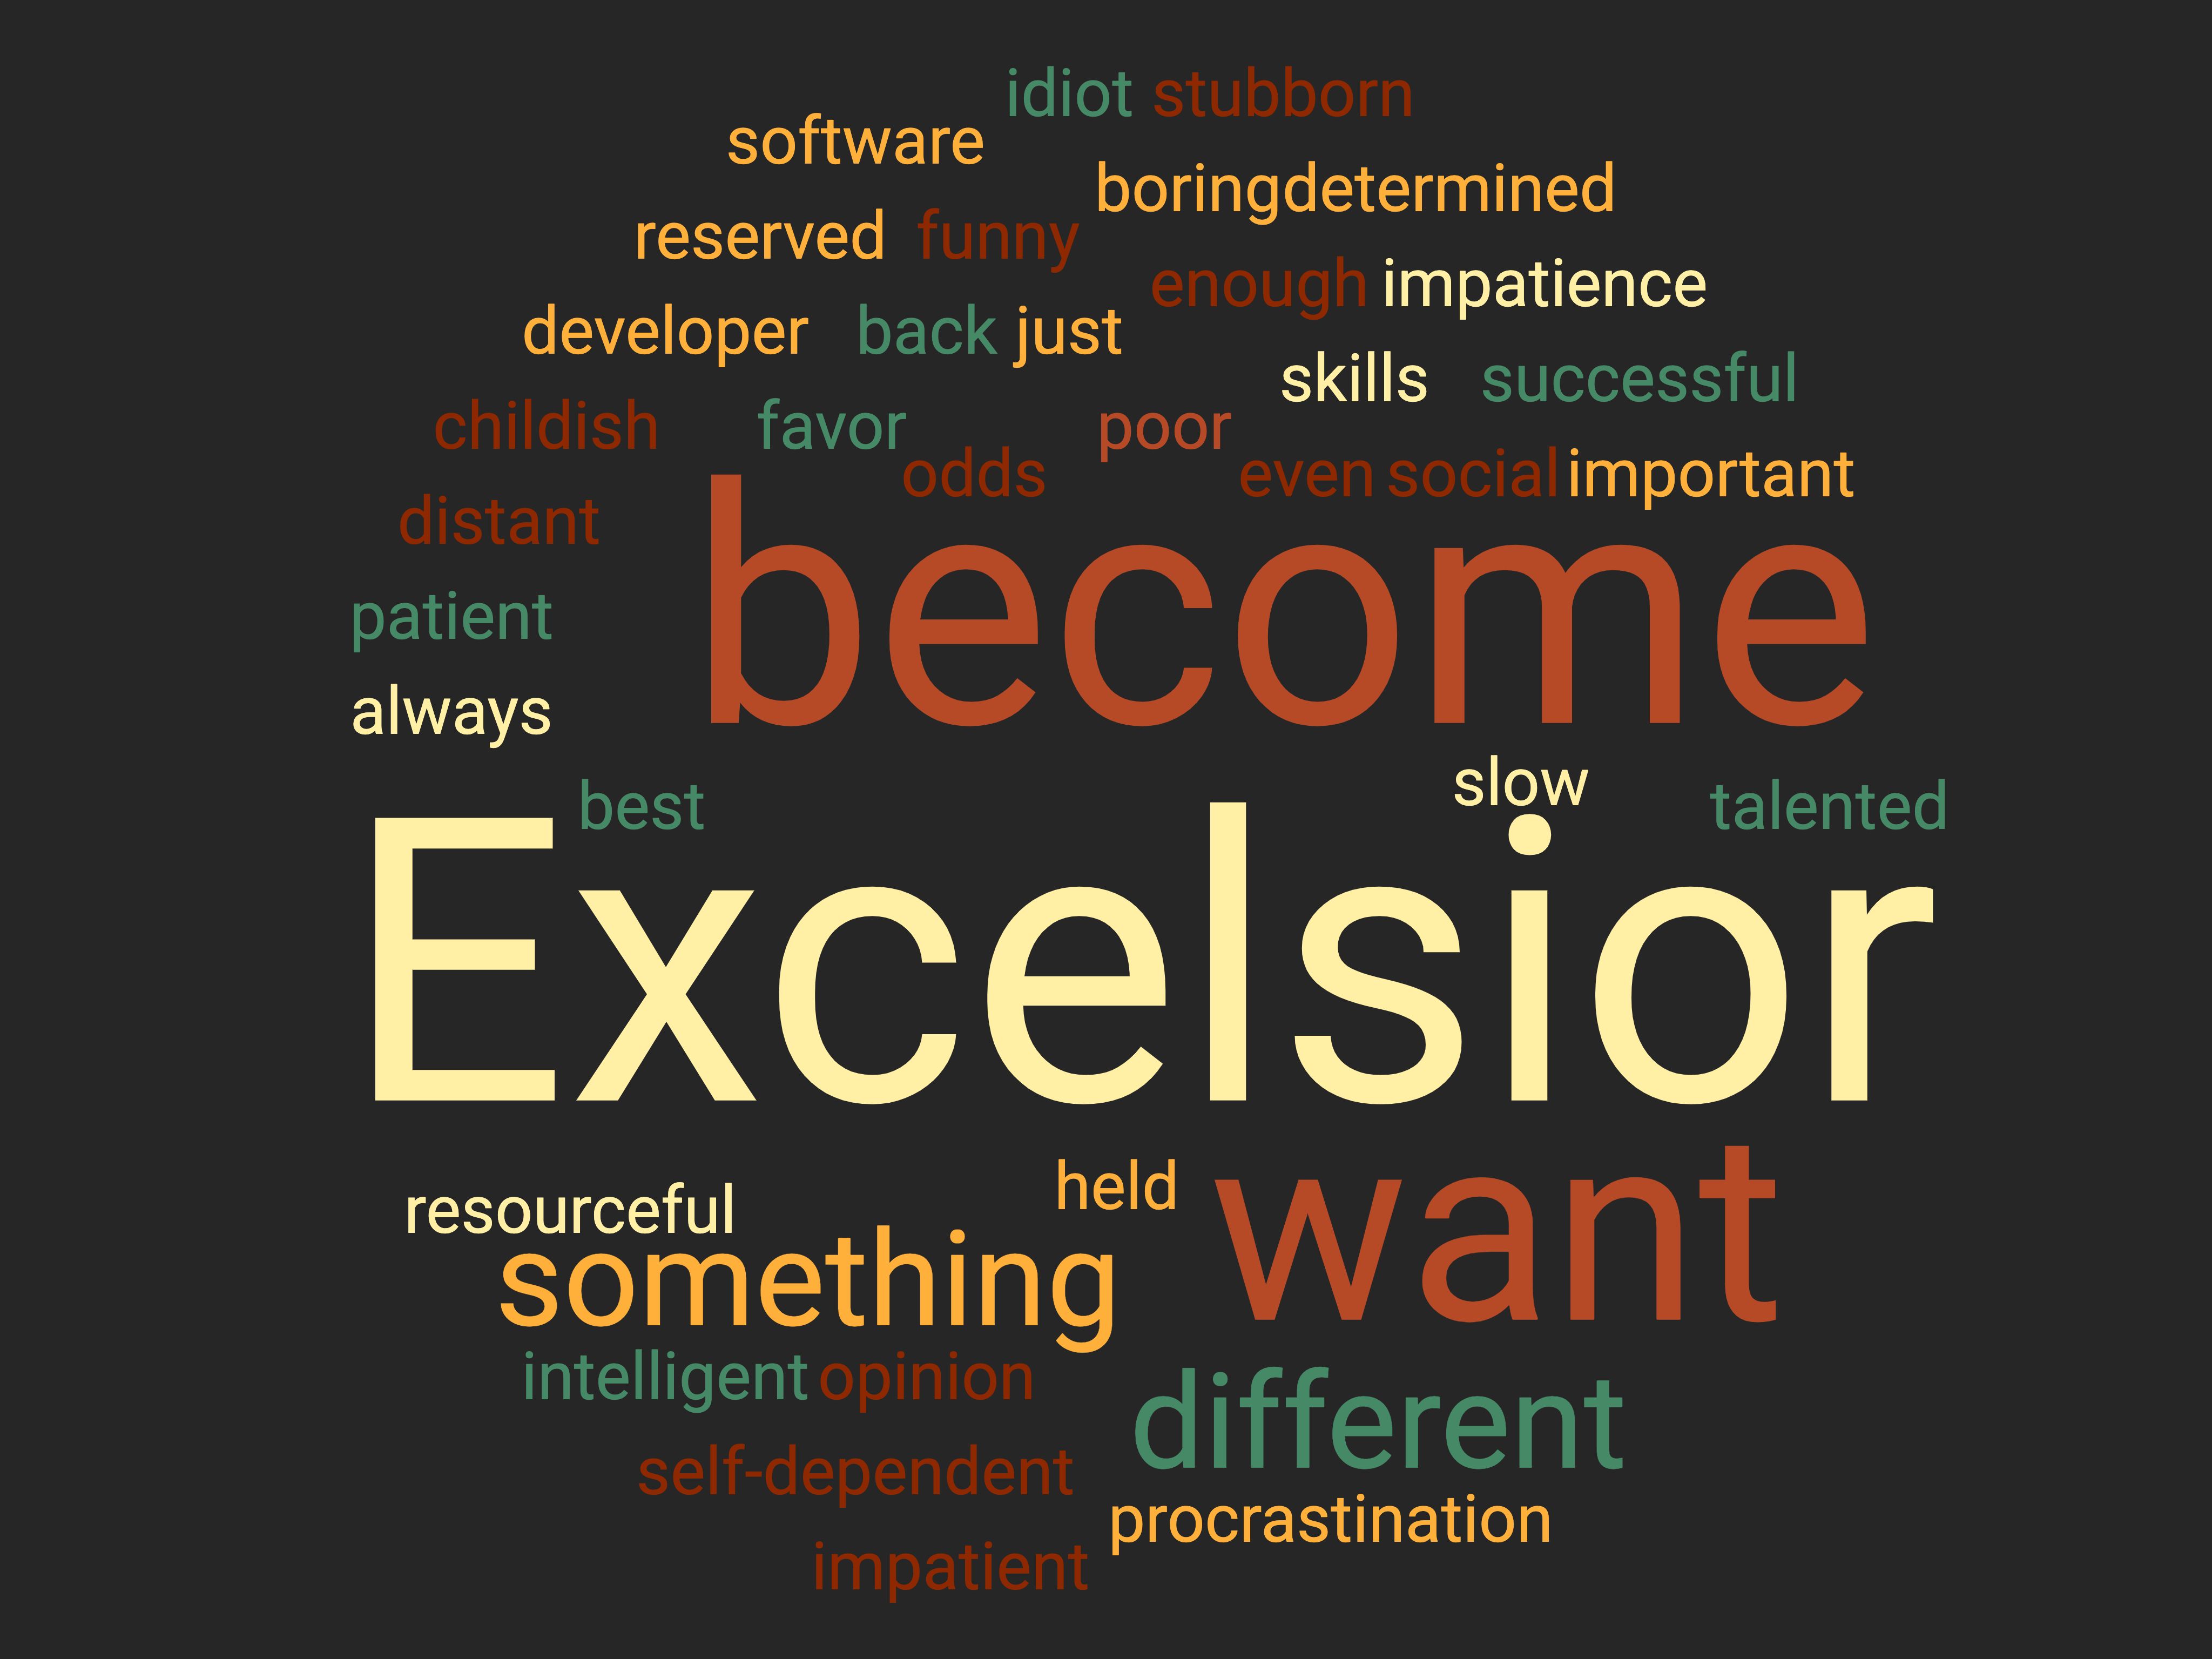 idiot stubborn
software
boringdetermined
reserved funny
enough impatience
developer back just
skills successful
childish favor poor
odds even social important
distant
become
patient
always
slow
best talented
Excelsior
held want
resourceful
something
intelligent opinion
different
self-dependent
procrastination
impatient